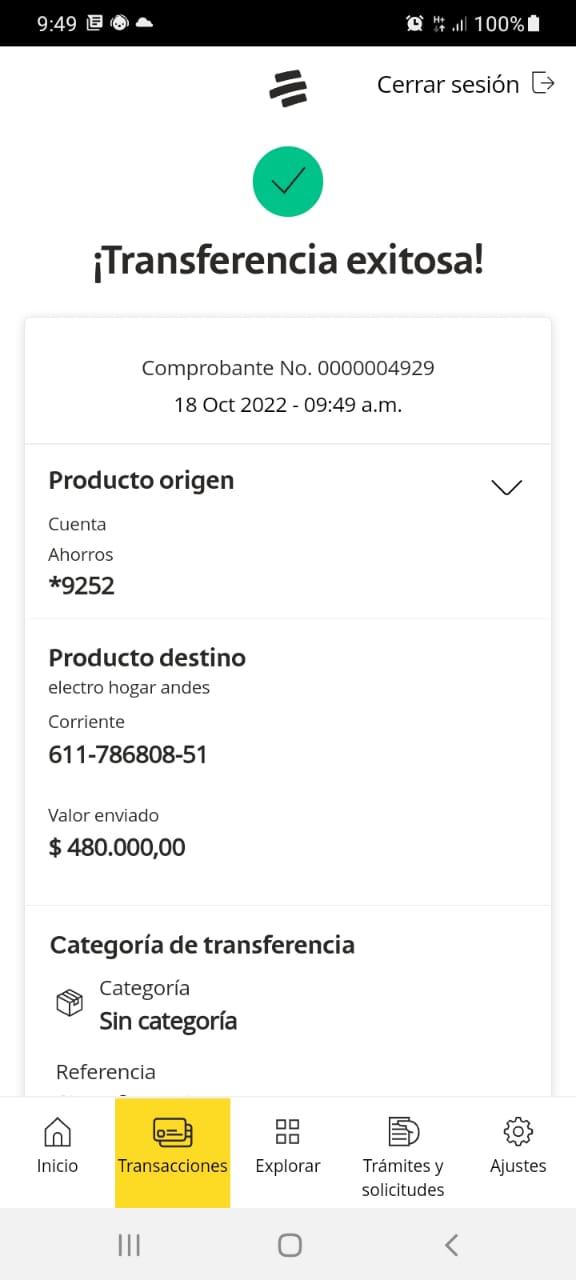 9:49
100%
Cerrar sesión
¡Transferencia exitosa!
Comprobante No. 0000004929
18 Oct 2022 - 09:49 a.m.
Producto origen
Cuenta
Ahorros
*9252
Producto destino
electro hogar andes
Corriente
611-786808-51
Valor enviado
$ 480.000,00
Categoría de transferencia
Categoría
Sin categoría
Referencia
Inicio
Transacciones
Explorar
Trámites y
solicitudes
Ajustes